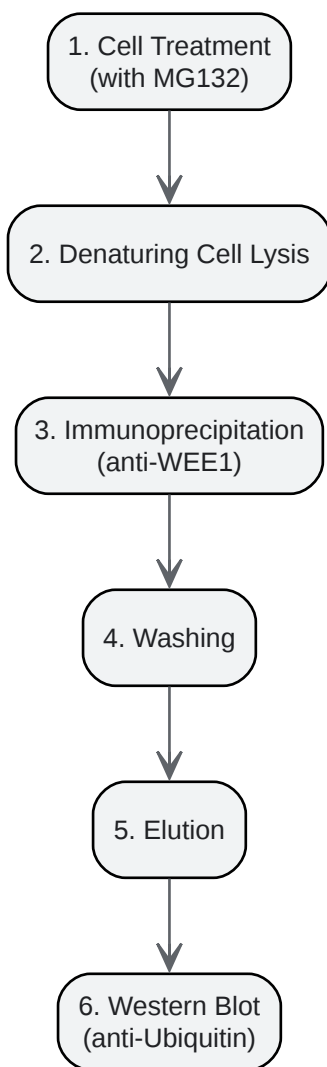 1. Cell Treatment
(with MG132)
2. Denaturing Cell Lysis
3. Immunoprecipitation
(anti-WEE1)
4. Washing
5. Elution
6. Western Blot
(anti-Ubiquitin)